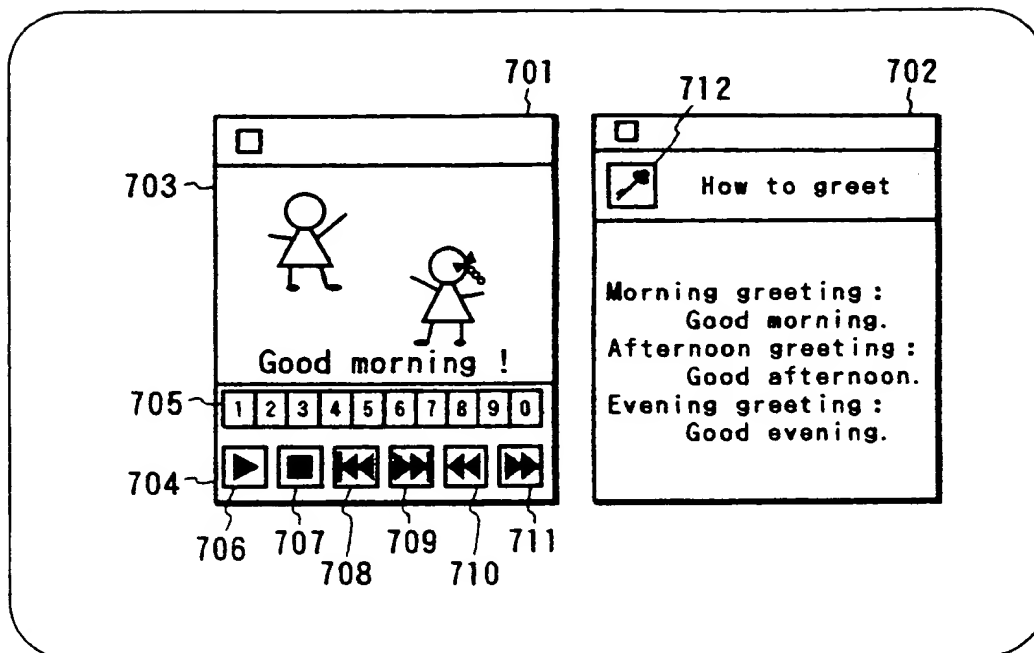 701
702
712
703
How to greet
Morning greeting :
Good morning.
Afternoon greeting :
Good afternoon.
Evening greeting :
Good evening.
Good morning !
705
1 2 3 4 5 6 7 8 9 0
704
706
707
708
709
710
711